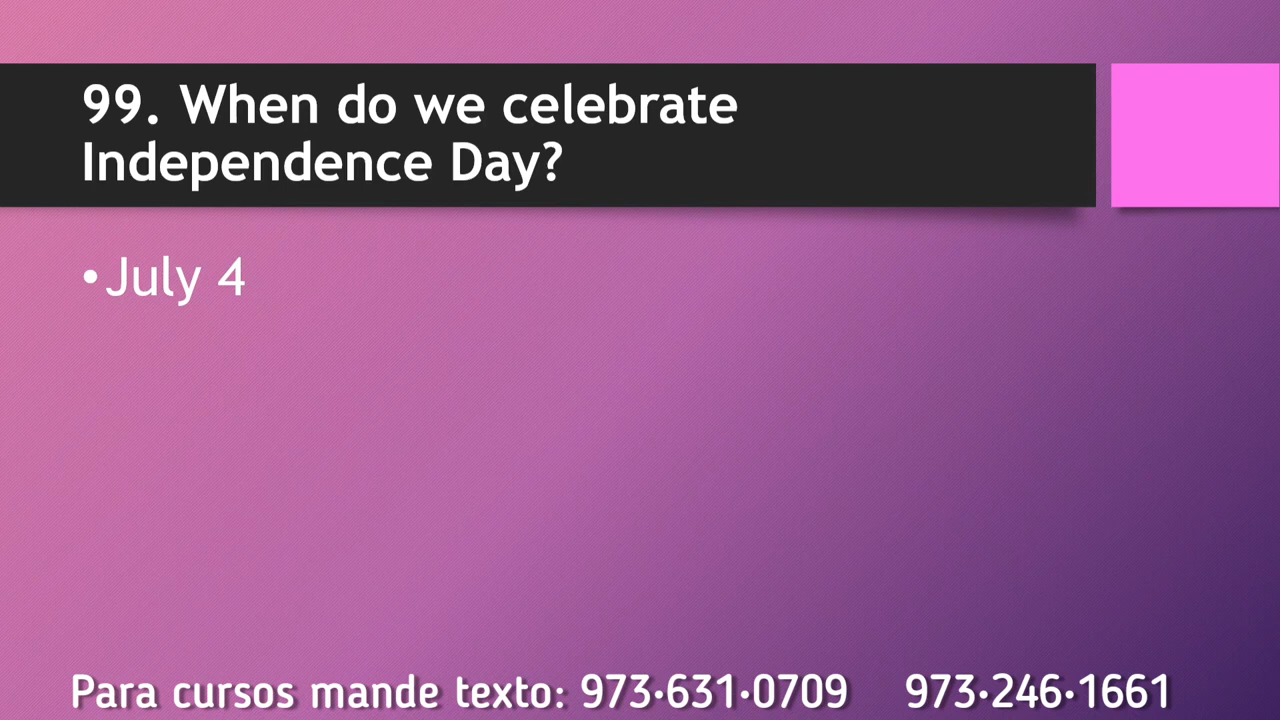 99. When do we celebrate
Independence Day?
•July 4
Para cursos mande texto: 973·631·0709 973·246·1661